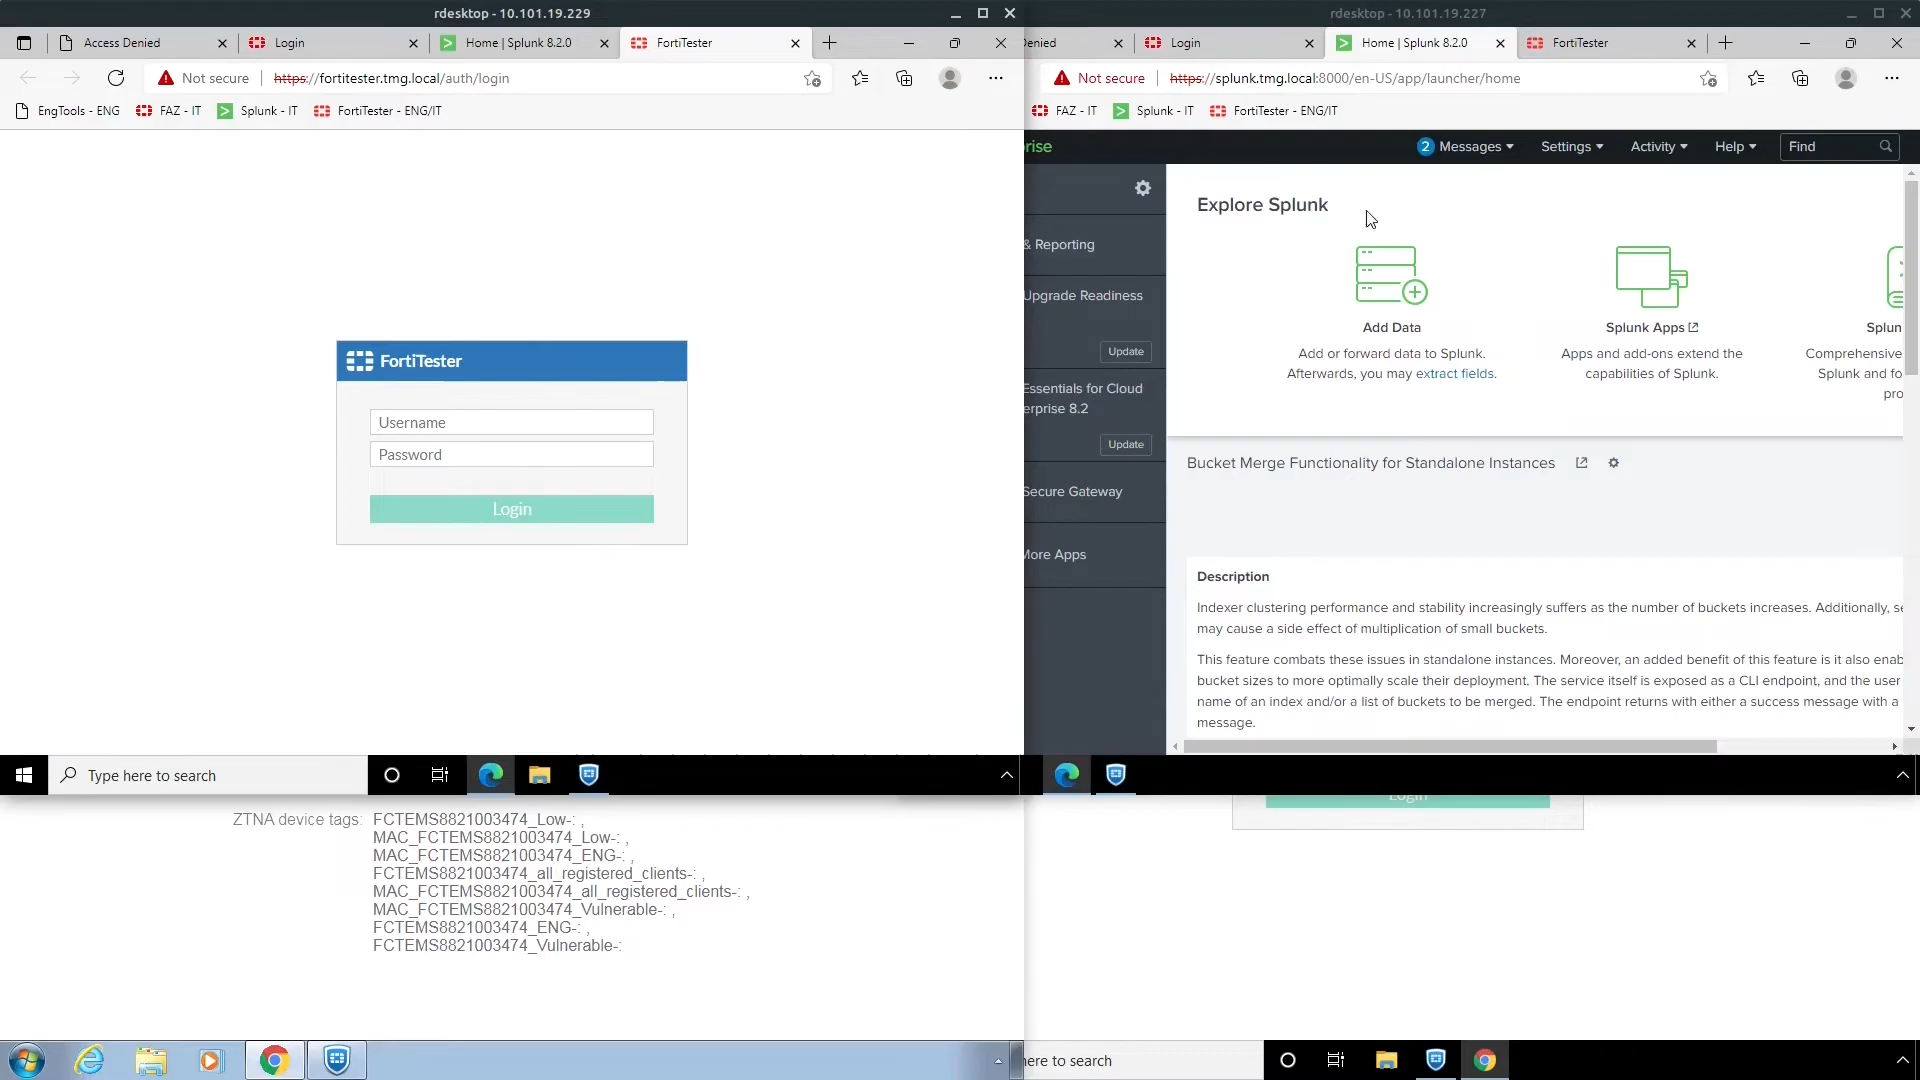 rdesktop - 10.101.19.229
Access Denied
Login
Home | Splunk 8.2.0
FortiTester
Not secure
https://fortitester.tmg.local/auth/login
EngTools - ENG
FAZ - IT
Splunk - IT
FortiTester - ENG/IT
FortiTester
Username
Password
Login
Type here to search
rdesktop - 10.101.19.227
Denied
Login
Home | Splunk 8.2.0
FortiTester
Not secure
https://splunk.tmg.local:8000/en-US/app/launcher/home
FAZ - IT
Splunk - IT
FortiTester - ENG/IT
prise
2 Messages
Settings
Activity
Help
Find
& Reporting
Upgrade Readiness
Update
Essentials for Cloud
erprise 8.2
Update
Secure Gateway
More Apps
Explore Splunk
Add Data
Add or forward data to Splunk.
Afterwards, you may extract fields.
Splunk Apps
Apps and add-ons extend the
capabilities of Splunk.
Splun
Comprehensive
Splunk and fo
pro
Bucket Merge Functionality for Standalone Instances
Description
Indexer clustering performance and stability increasingly suffers as the number of buckets increases. Additionally, se
may cause a side effect of multiplication of small buckets.
This feature combats these issues in standalone instances. Moreover, an added benefit of this feature is it also enab
bucket sizes to more optimally scale their deployment. The service itself is exposed as a CLI endpoint, and the user
name of an index and/or a list of buckets to be merged. The endpoint returns with either a success message with a
message.
Login
ZTNA device tags:
FCTEMS8821003474_Low-: ,
MAC_FCTEMS8821003474_Low-: ,
MAC_FCTEMS8821003474_ENG-: ,
FCTEMS8821003474_all_registered_clients-: ,
MAC_FCTEMS8821003474_all_registered_clients-: ,
MAC_FCTEMS8821003474_Vulnerable-: ,
FCTEMS8821003474_ENG-: ,
FCTEMS8821003474_Vulnerable-:
here to search